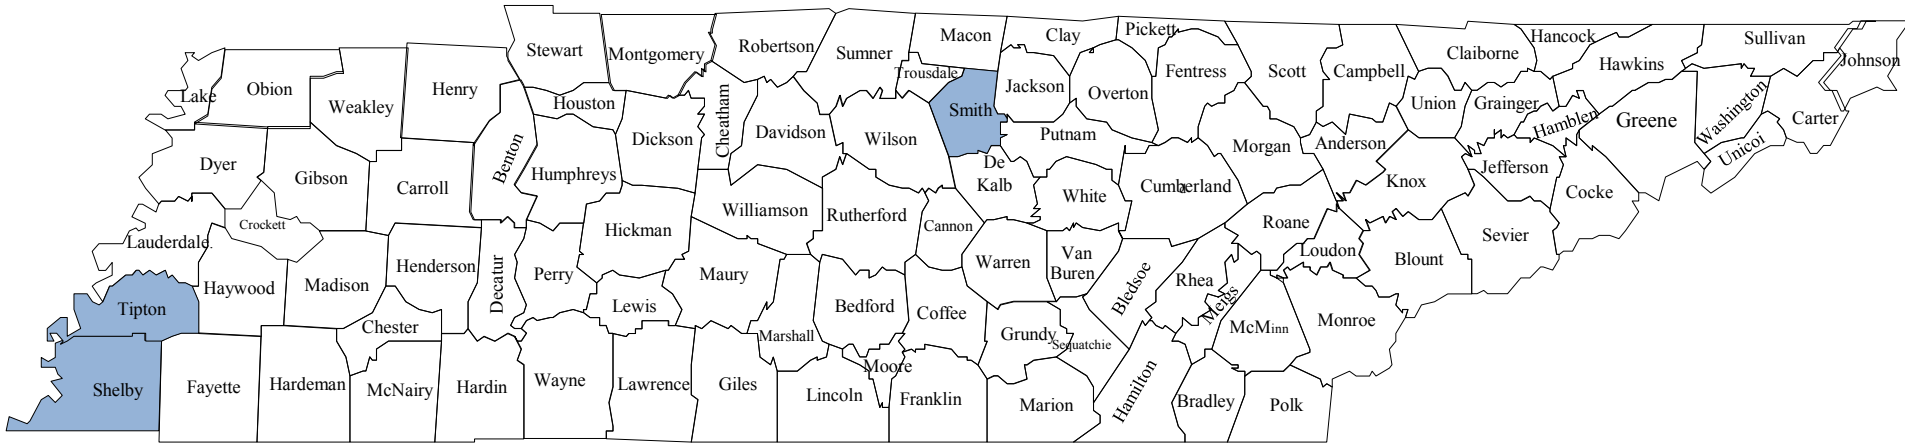 Lake
Obion
Weakley
Henry
Stewart
Montgomery
Robertson
Sumner
Macon
Trousdale
Clay
Pickett
Fentress
Scott
Campbell
Claiborne
Hancock
Hawkins
Sullivan
Johnson
Houston
Dickson
Cheatham
Davidson
Wilson
Smith
Jackson
Overton
Putnam
Morgan
Anderson
Union
Grainger
Hamblen
Greene
Washington
Unicoi
Carter
Dyer
Gibson
Carroll
Benton
Humphreys
Crockett
Hickman
Williamson
Rutherford
Cannon
De
Kalb
White
Cumberland
Roane
Knox
Jefferson
Cocke
Sevier
Loudon
Blount
Lauderdale.
Haywood
Madison
Henderson
Decatur
Perry
Lewis
Maury
Marshall
Bedford
Coffee
Warren
Van
Buren
Bledsoe
Rhea
Meigs
McMinn
Monroe
Tipton
Chester
Grundy
Sequatchie
Shelby
Fayette
Hardeman
McNairy
Hardin
Wayne
Lawrence
Giles
Lincoln
Moore
Franklin
Marion
Hamilton
Bradley
Polk